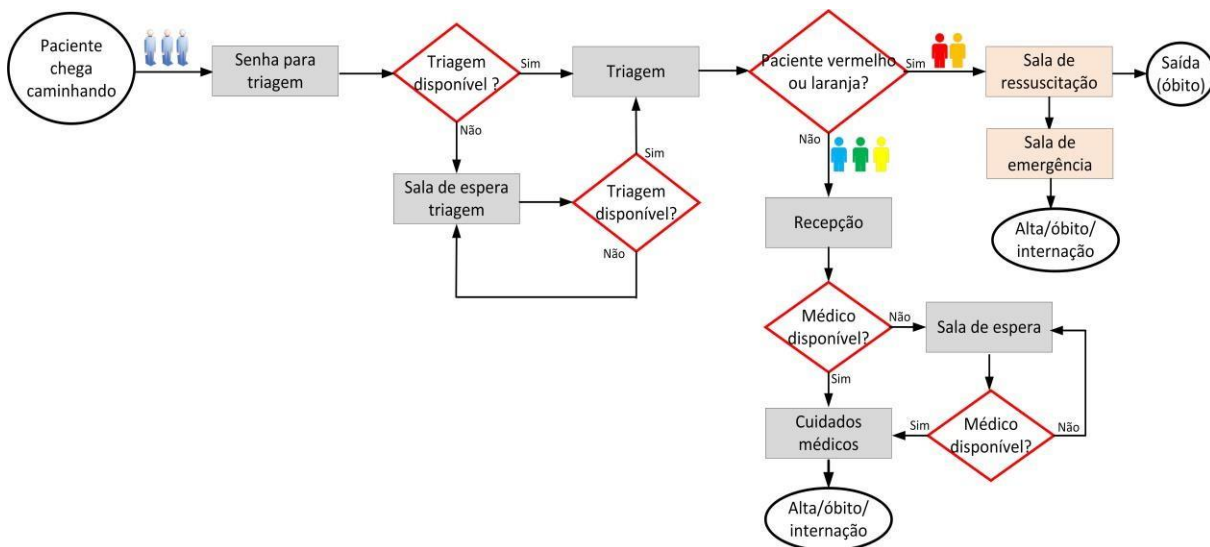 Paciente
chega
caminhando
Senha para
triagem
Triagem
disponível ?
Sim
Não
Triagem
Paciente vermelho
ou laranja?
Sim
Não
Sala de
ressuscitação
Saída
(óbito)
Sala de
emergência
Alta/óbito/
internação
Sala de espera
triagem
Triagem
disponível?
Sim
Não
Recepção
Médico
disponível?
Não
Sim
Sala de espera
Médico
disponível?
Sim
Não
Cuidados
médicos
Alta/óbito/
internação